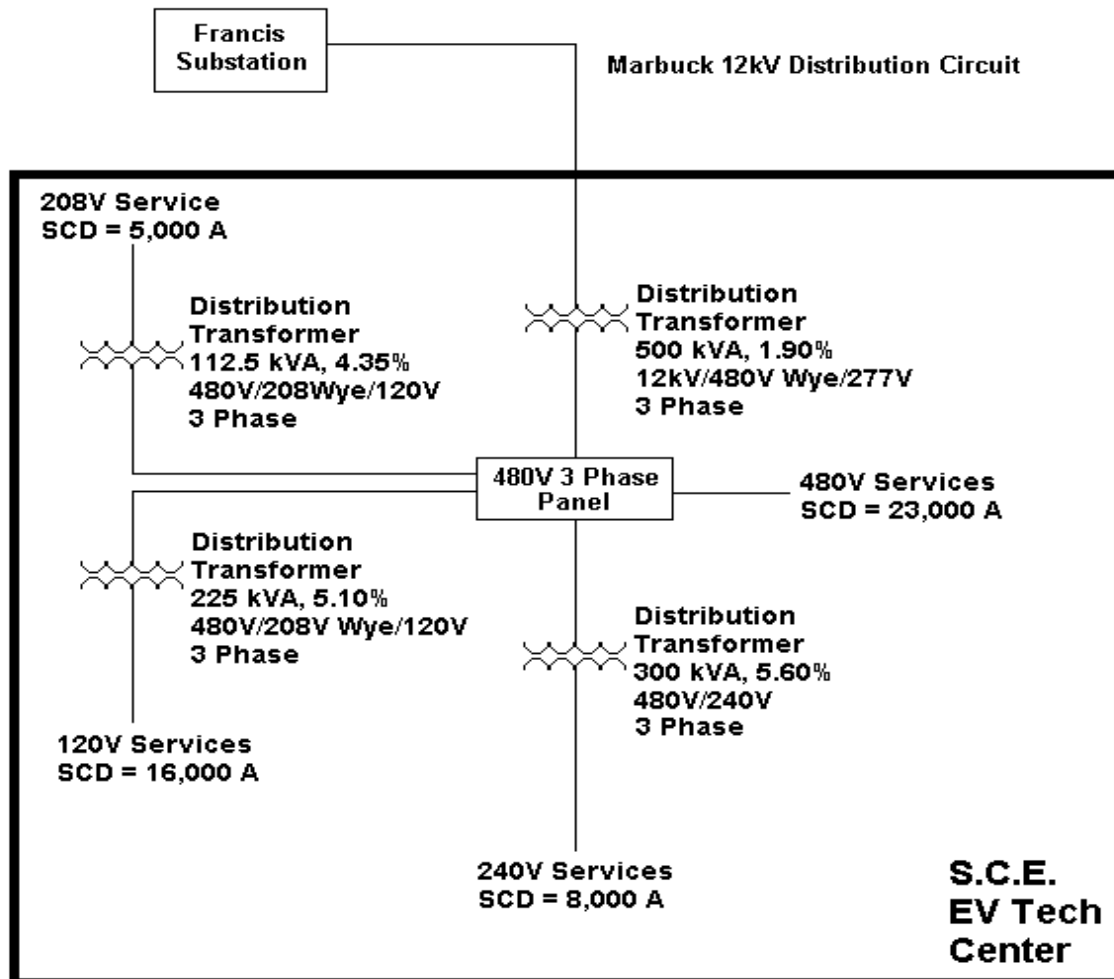 Francis
Substation
Marbuck 12kV Distribution Circuit
208V Service
SCD = 5,000 A
Distribution
Transformer
112.5 kVA, 4.35%
480V/208Wye/120V
3 Phase
Distribution
Transformer
500 kVA, 1.90%
12kV/480V Wye/277V
3 Phase
480V 3 Phase
Panel
480V Services
SCD = 23,000 A
Distribution
Transformer
225 kVA, 5.10%
480V/208V Wye/120V
3 Phase
Distribution
Transformer
300 kVA, 5.60%
480V/240V
3 Phase
120V Services
SCD = 16,000 A
240V Services
SCD = 8,000 A
S.C.E.
EV Tech
Center